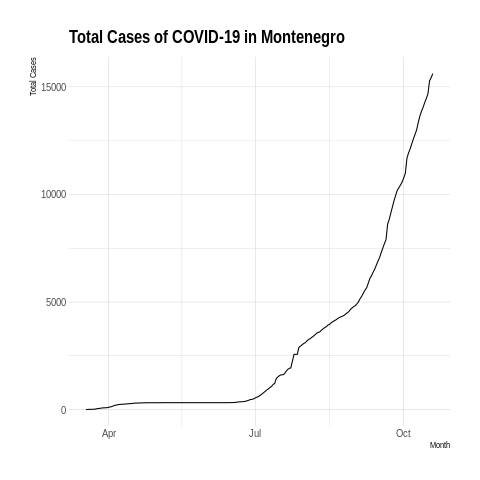 Total Cases of COVID-19 in Montenegro
Total Cases
15000
10000
5000
0
Apr
Jul
Oct
Month